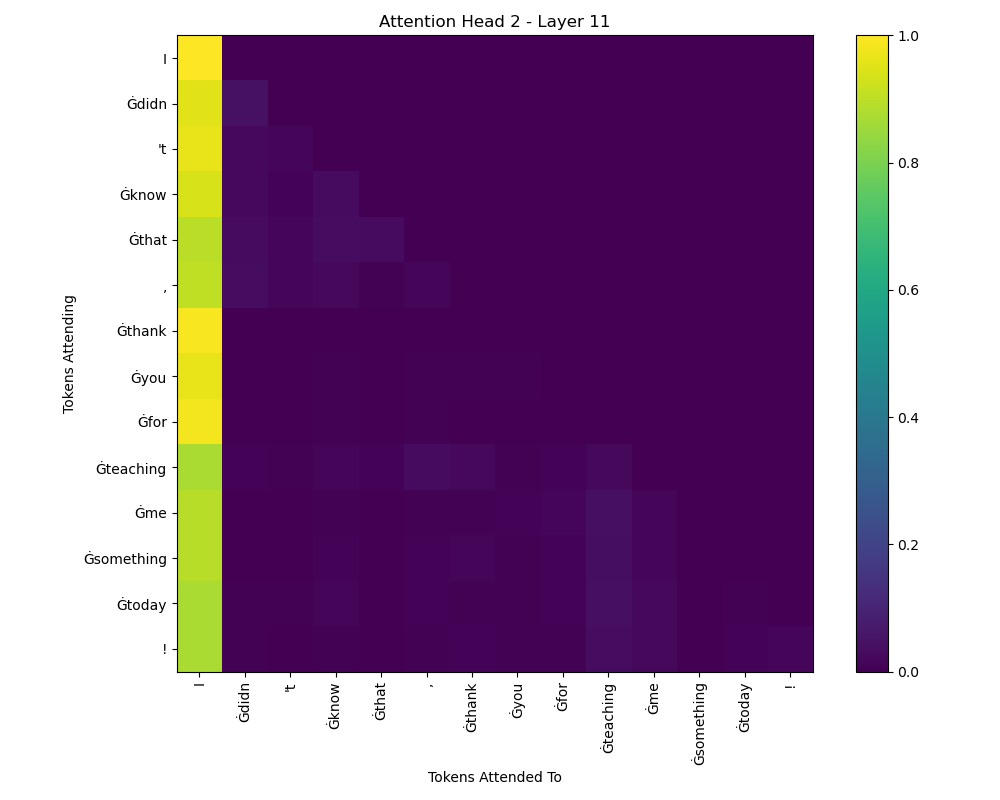 Attention Head 2 - Layer 11
Tokens Attending
I
Ġdidn
't
Ġknow
Ġthat
,
Ġthank
Ġyou
Ġfor
Ġteaching
Ġme
Ġsomething
Ġtoday
!
I
Ġdidn
't
Ġknow
Ġthat
,
Ġthank
Ġyou
Ġfor
Ġteaching
Ġme
Ġsomething
Ġtoday
!
Tokens Attended To
1.0
0.8
0.6
0.4
0.2
0.0